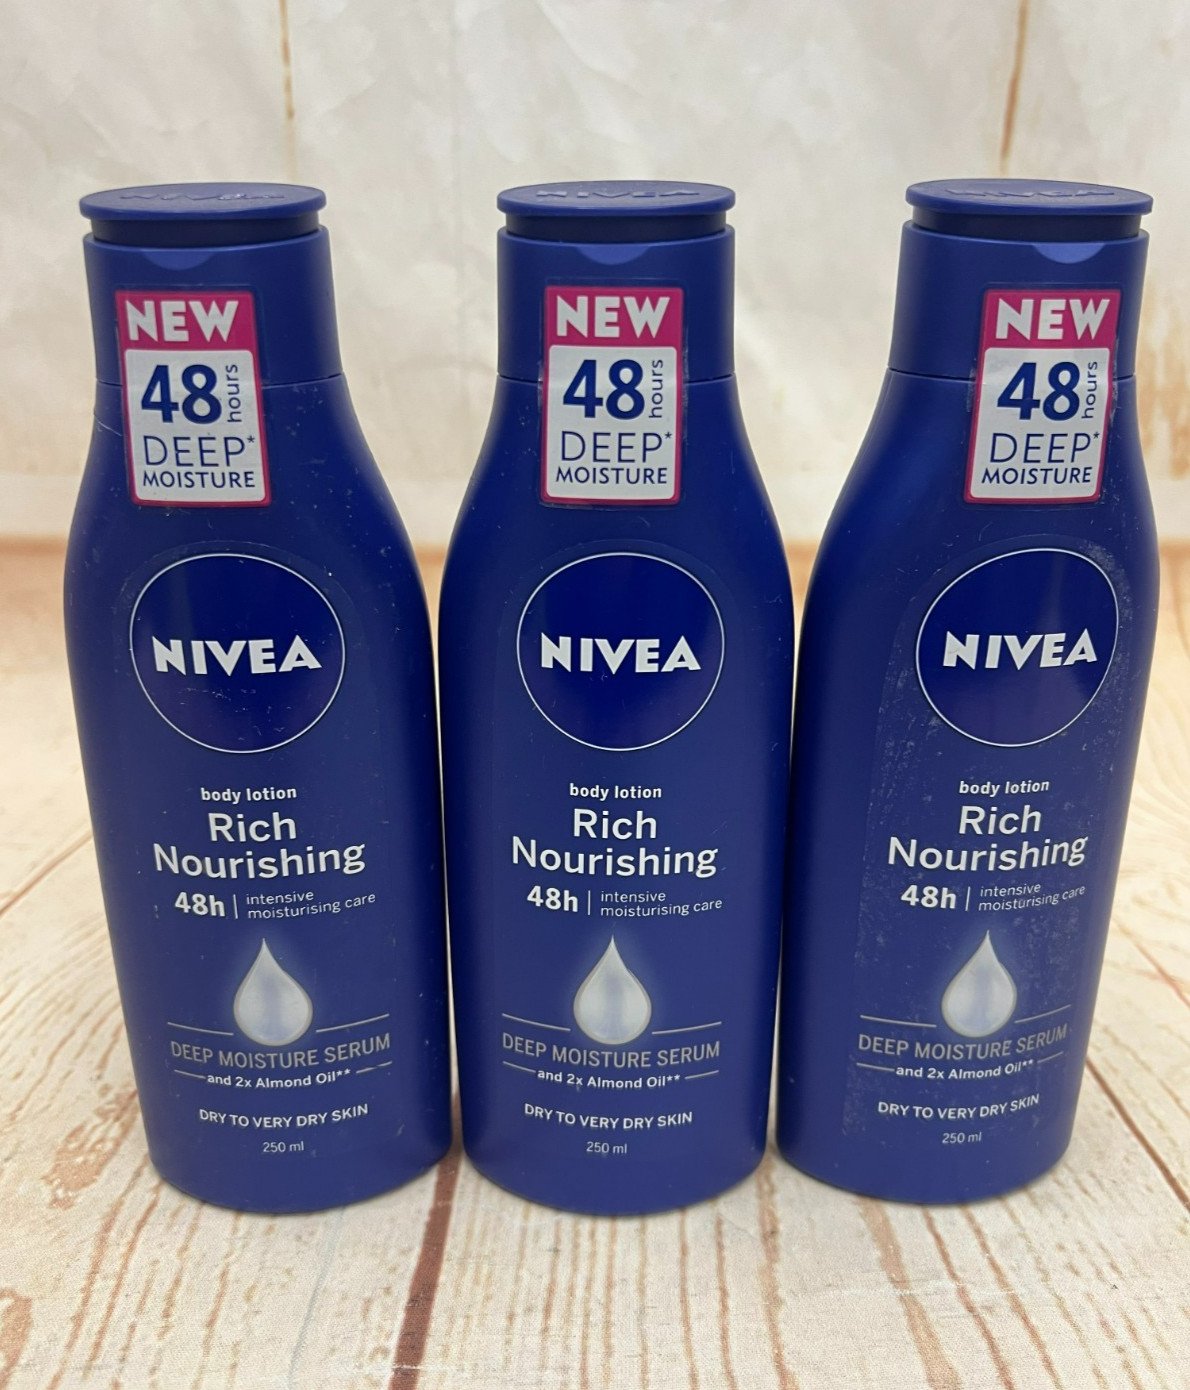 NIVEA
NEW
48 hours
DEEP*
MOISTURE
NIVEA
body lotion
Rich
Nourishing
48h | intensive
moisturising care
DEEP MOISTURE SERUM
and 2x Almond Oil**
DRY TO VERY DRY SKIN
250 ml
NIVEA
NEW
48 hours
DEEP*
MOISTURE
NIVEA
body lotion
Rich
Nourishing
48h | intensive
moisturising care
DEEP MOISTURE SERUM
and 2x Almond Oil**
DRY TO VERY DRY SKIN
250 ml
NIVEA
NEW
48 hours
DEEP*
MOISTURE
NIVEA
body lotion
Rich
Nourishing
48h | intensive
moisturising care
DEEP MOISTURE SERUM
and 2x Almond Oil**
DRY TO VERY DRY SKIN
250 ml